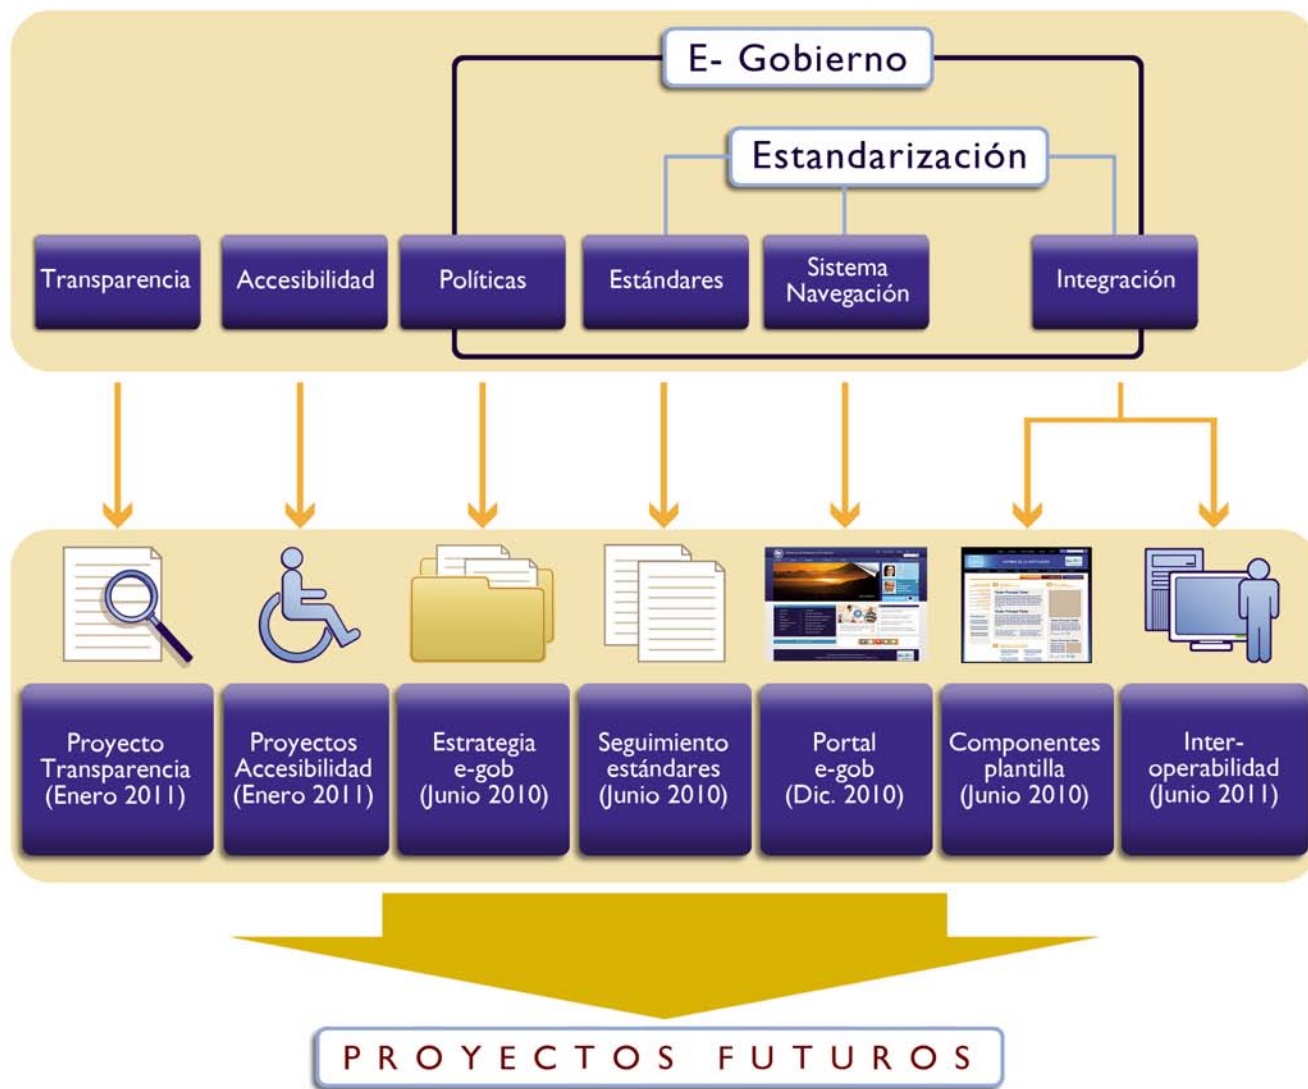 E- Gobierno
Estandarización
Transparencia
Accesibilidad
Políticas
Estándares
Sistema
Navegación
Integración
Proyecto
Transparencia
(Enero 2011)
Proyectos
Accesibilidad
(Enero 2011)
Estrategia
e-gob
(Junio 2010)
Seguimiento
estándares
(Junio 2010)
Portal
e-gob
(Dic. 2010)
Componentes
plantilla
(Junio 2010)
Inter-
operabilidad
(Junio 2011)
PROYECTOS FUTUROS